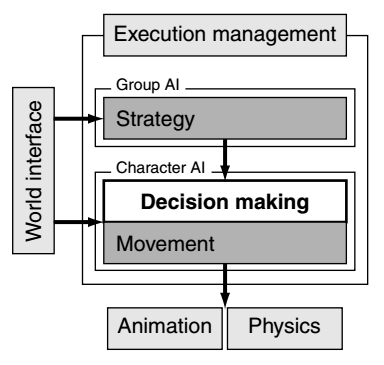 Execution management
Group AI
Strategy
World interface
Character AI
Decision making
Movement
Animation
Physics